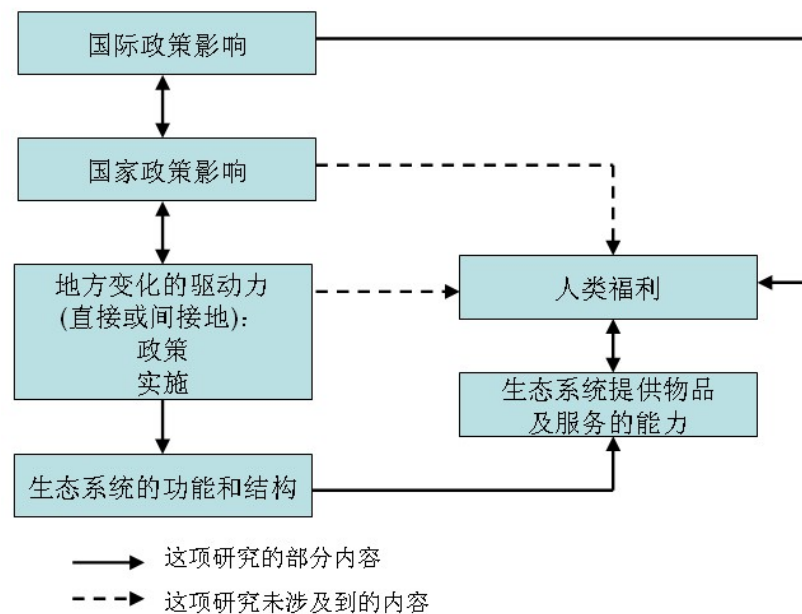 国际政策影响
国家政策影响
地方变化的驱动力
(直接或间接地):
政策
实施
人类福利
生态系统提供物品
及服务的能力
生态系统的功能和结构
这项研究的部分内容
这项研究未涉及到的内容